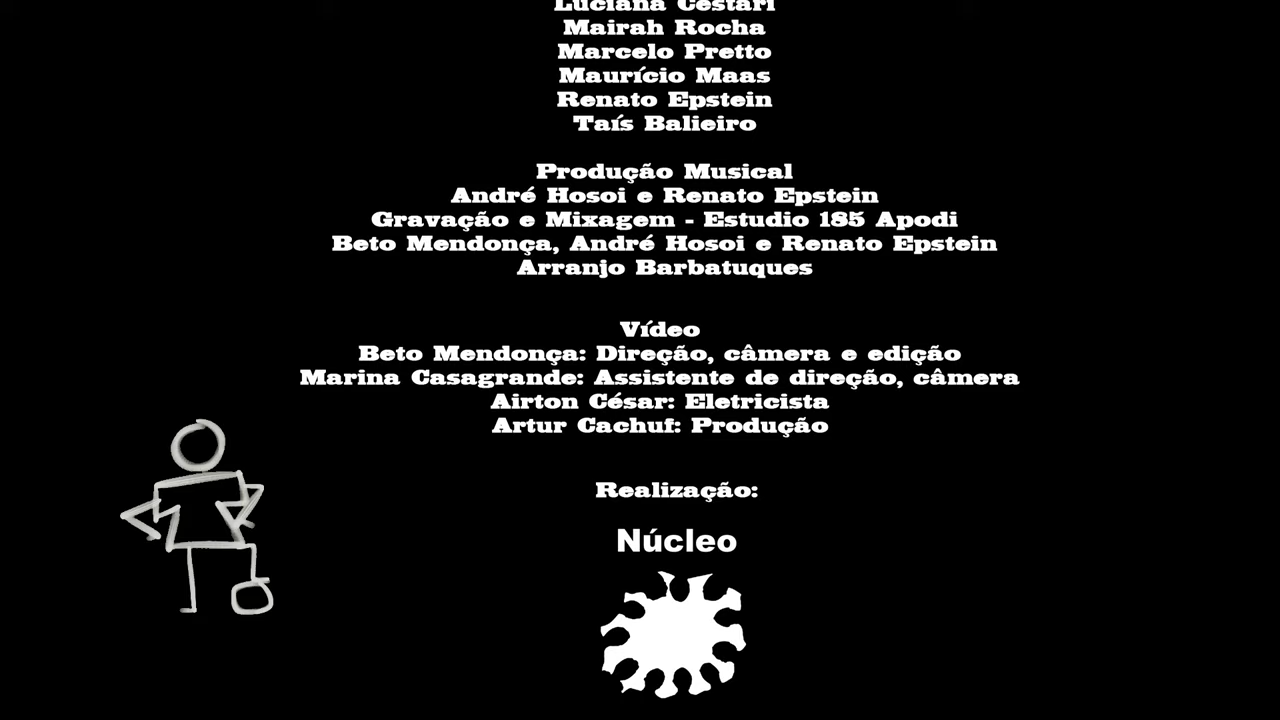 Luciana Cestari
Mairah Rocha
Marcelo Pretto
Maurício Maas
Renato Epstein
Taís Balieiro
Produção Musical
André Hosoi e Renato Epstein
Gravação e Mixagem - Estudio 185 Apodi
Beto Mendonça, André Hosoi e Renato Epstein
Arranjo Barbatuques
Vídeo
Beto Mendonça: Direção, câmera e edição
Marina Casagrande: Assistente de direção, câmera
Airton César: Eletricista
Artur Cachuf: Produção
Realização:
Núcleo